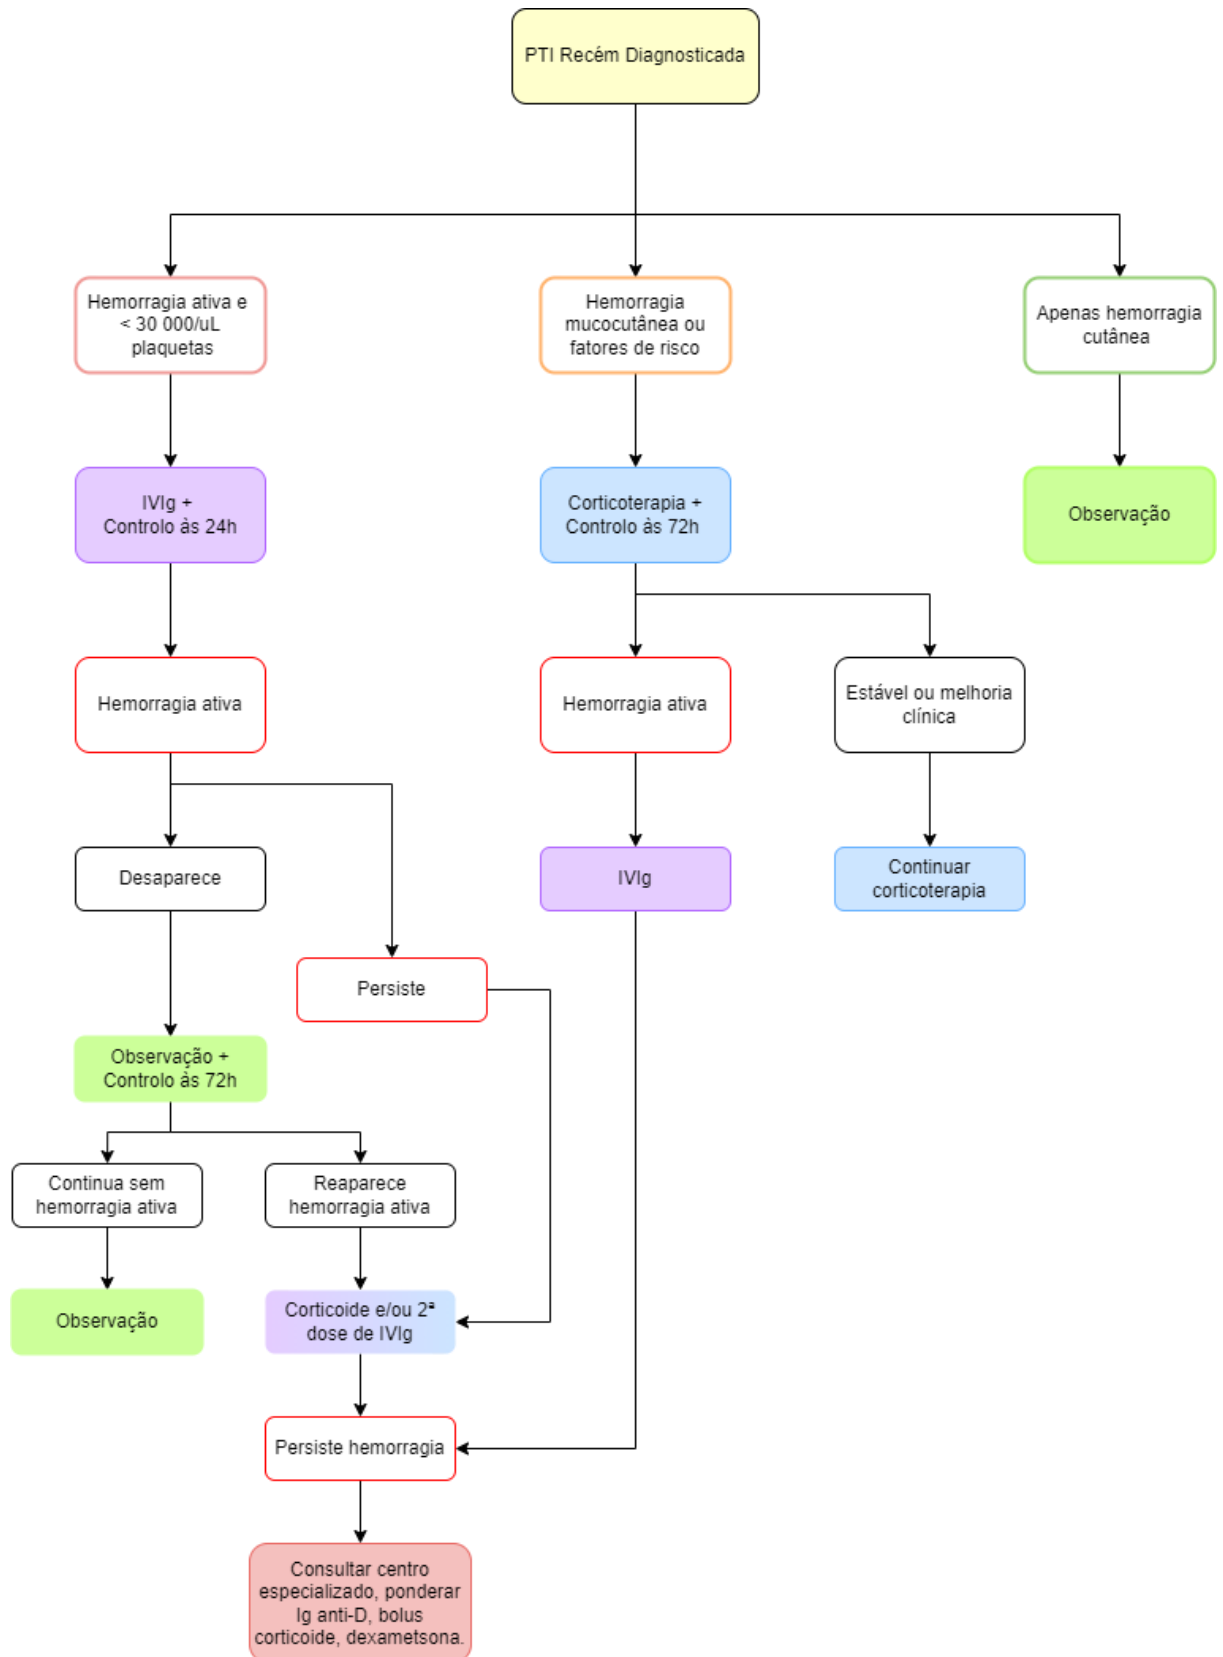 PTI Recém Diagnosticada
Hemorragia ativa e
< 30 000/uL
plaquetas
Hemorragia
mucocutânea ou
fatores de risco
Apenas hemorragia
cutânea
IVIg +
Controlo às 24h
Corticoterapia +
Controlo às 72h
Observação
Hemorragia ativa
Hemorragia ativa
Estável ou melhoria
clínica
Desaparece
IVIg
Continuar
corticoterapia
Persiste
Observação +
Controlo às 72h
Continua sem
hemorragia ativa
Reaparece
hemorragia ativa
Observação
Corticoide e/ou 2ª
dose de IVIg
Persiste hemorragia
Consultar centro
especializado, ponderar
Ig anti-D, bolus
corticoide, dexametsona.